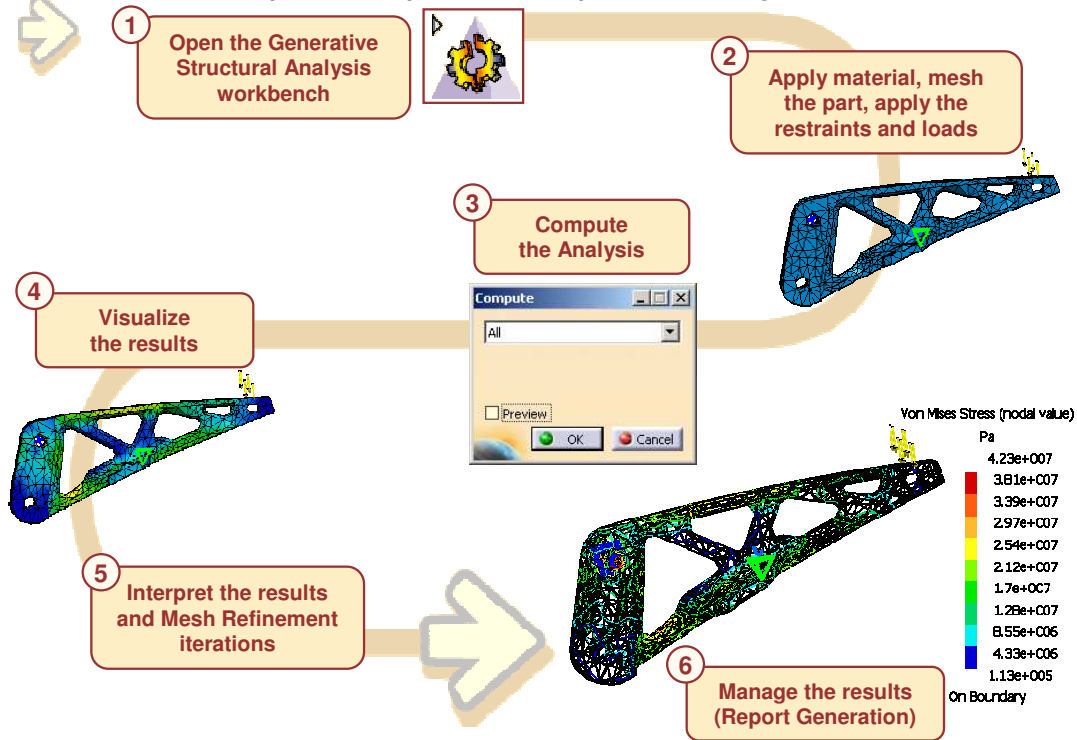 1
Open the Generative
Structural Analysis
workbench
2
Apply material, mesh
the part, apply the
restraints and loads
3
Compute
the Analysis
Compute
All
Preview
OK
Cancel
4
Visualize
the results
5
Interpret the results
and Mesh Refinement
iterations
Von Mises Stress (nodal value)
Pa
4.23e+007
3.81e+007
3.39e+007
2.97e+007
2.54e+007
2.12e+007
1.7e+007
1.28e+007
8.55e+006
4.33e+006
1.13e+005
On Boundary
6
Manage the results
(Report Generation)